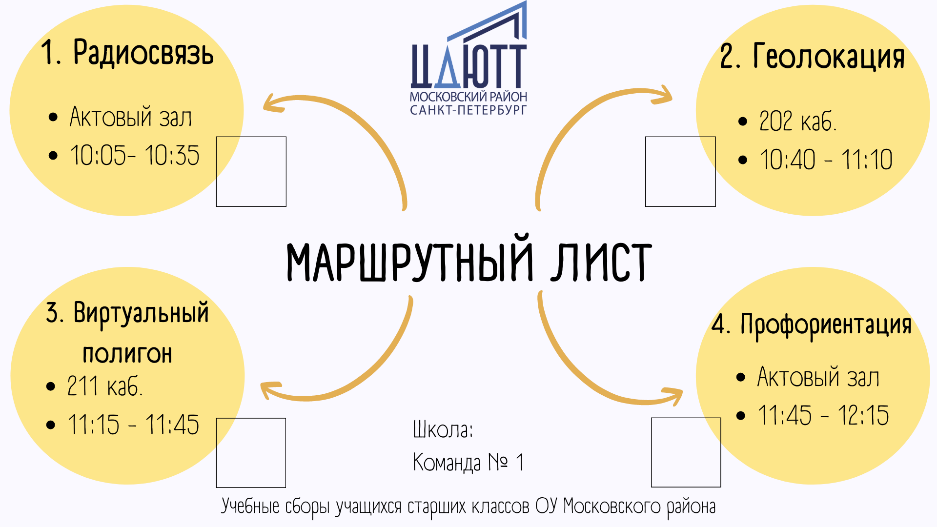 ЦДЮТТ
МОСКОВСКИЙ РАЙОН
САНКТ-ПЕТЕРБУРГ
1. Радиосвязь
• Актовый зал
• 10:05- 10:35
2. Геолокация
• 202 каб.
• 10:40 - 11:10
МАРШРУТНЫЙ ЛИСТ
3. Виртуальный
полигон
• 211 каб.
• 11:15 - 11:45
4. Профориентация
• Актовый зал
• 11:45 - 12:15
Школа:
Команда № 1
Учебные сборы учащихся старших классов ОУ Московского района